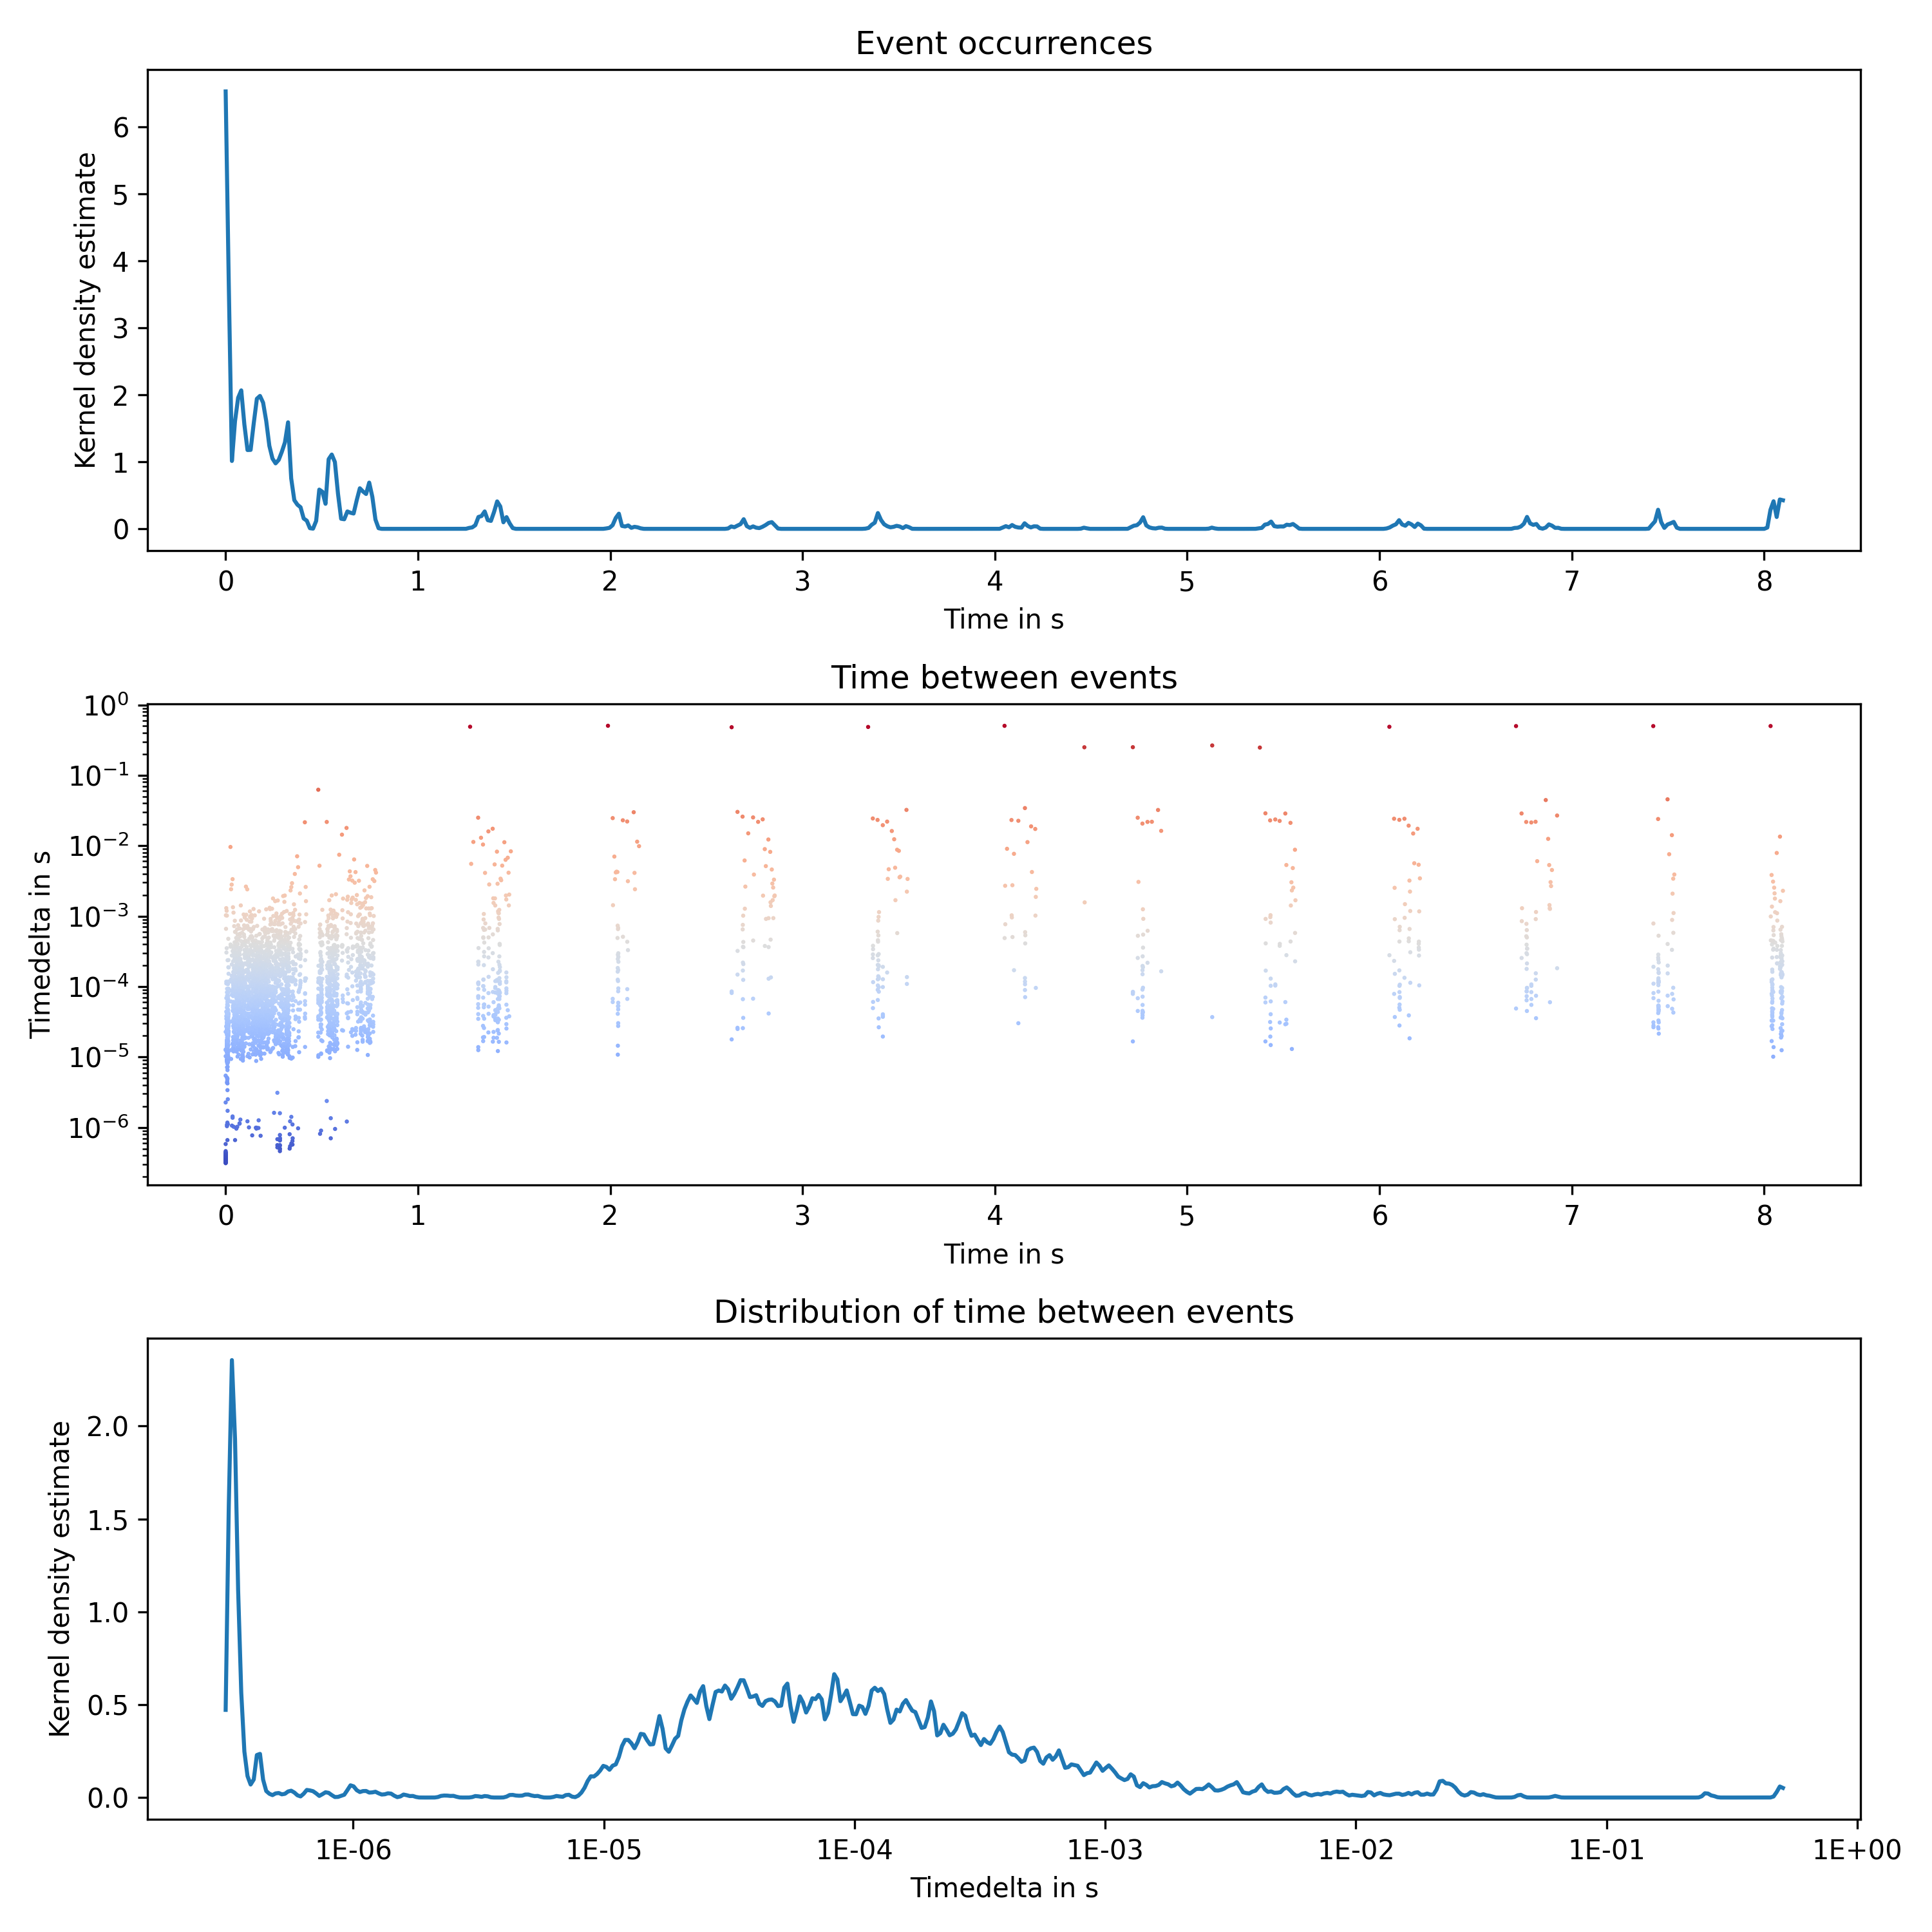 Event occurrences
Kernel density estimate
6
5
4
3
2
1
0
0 1 2 3 4 5 6 7 8
Time in s
Time between events
Timedelta in s
10⁰
10⁻¹
10⁻²
10⁻³
10⁻⁴
10⁻⁵
10⁻⁶
0 1 2 3 4 5 6 7 8
Time in s
Distribution of time between events
Kernel density estimate
2.0
1.5
1.0
0.5
0.0
1E-06 1E-05 1E-04 1E-03 1E-02 1E-01 1E+00
Timedelta in s